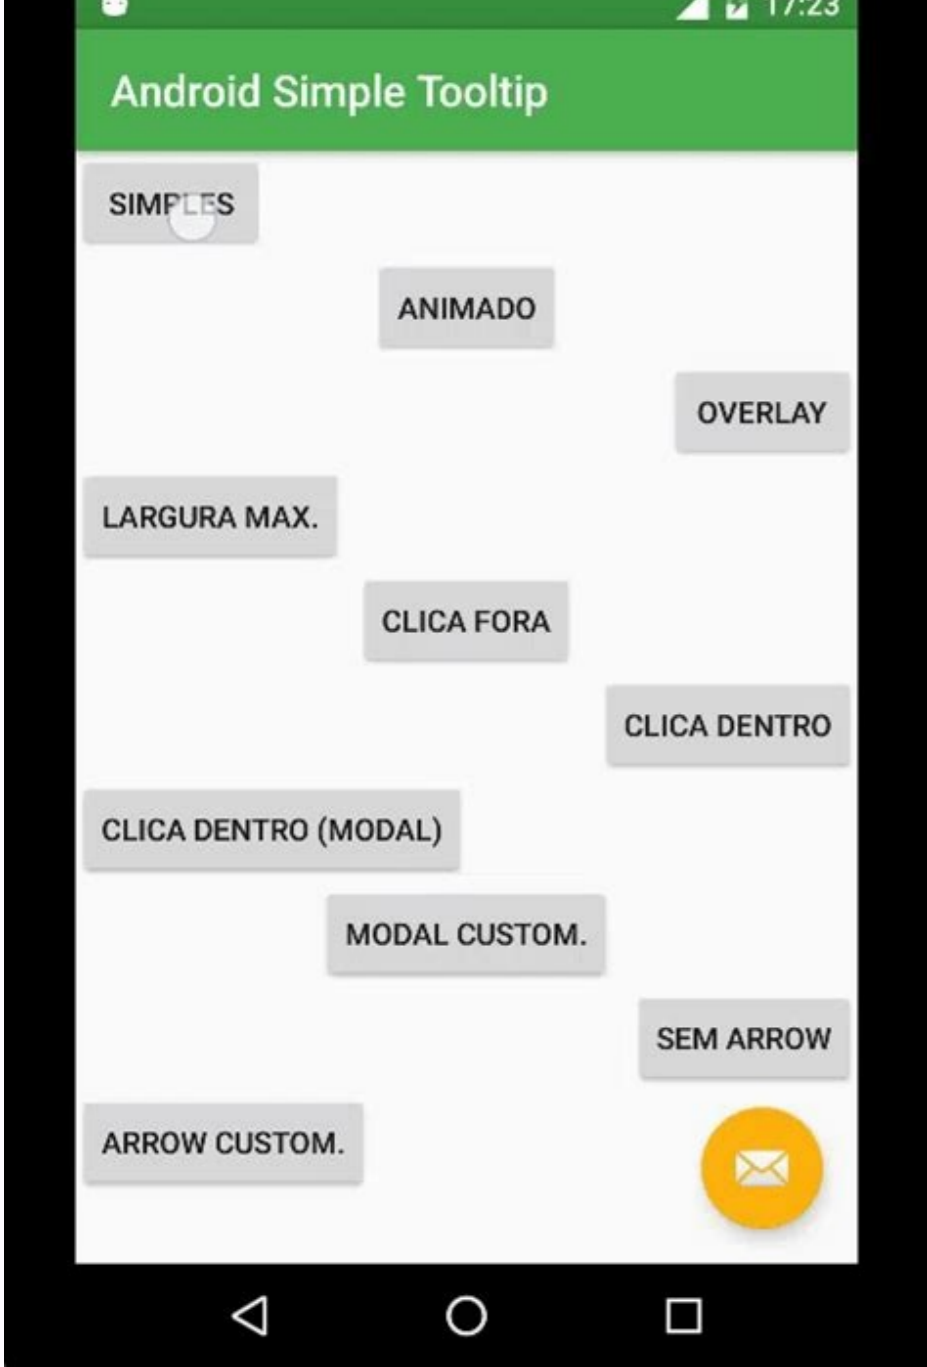 17:23
Android Simple Tooltip
SIMPLES
ANIMADO
OVERLAY
LARGURA MAX.
CLICA FORA
CLICA DENTRO
CLICA DENTRO (MODAL)
MODAL CUSTOM.
SEM ARROW
ARROW CUSTOM.